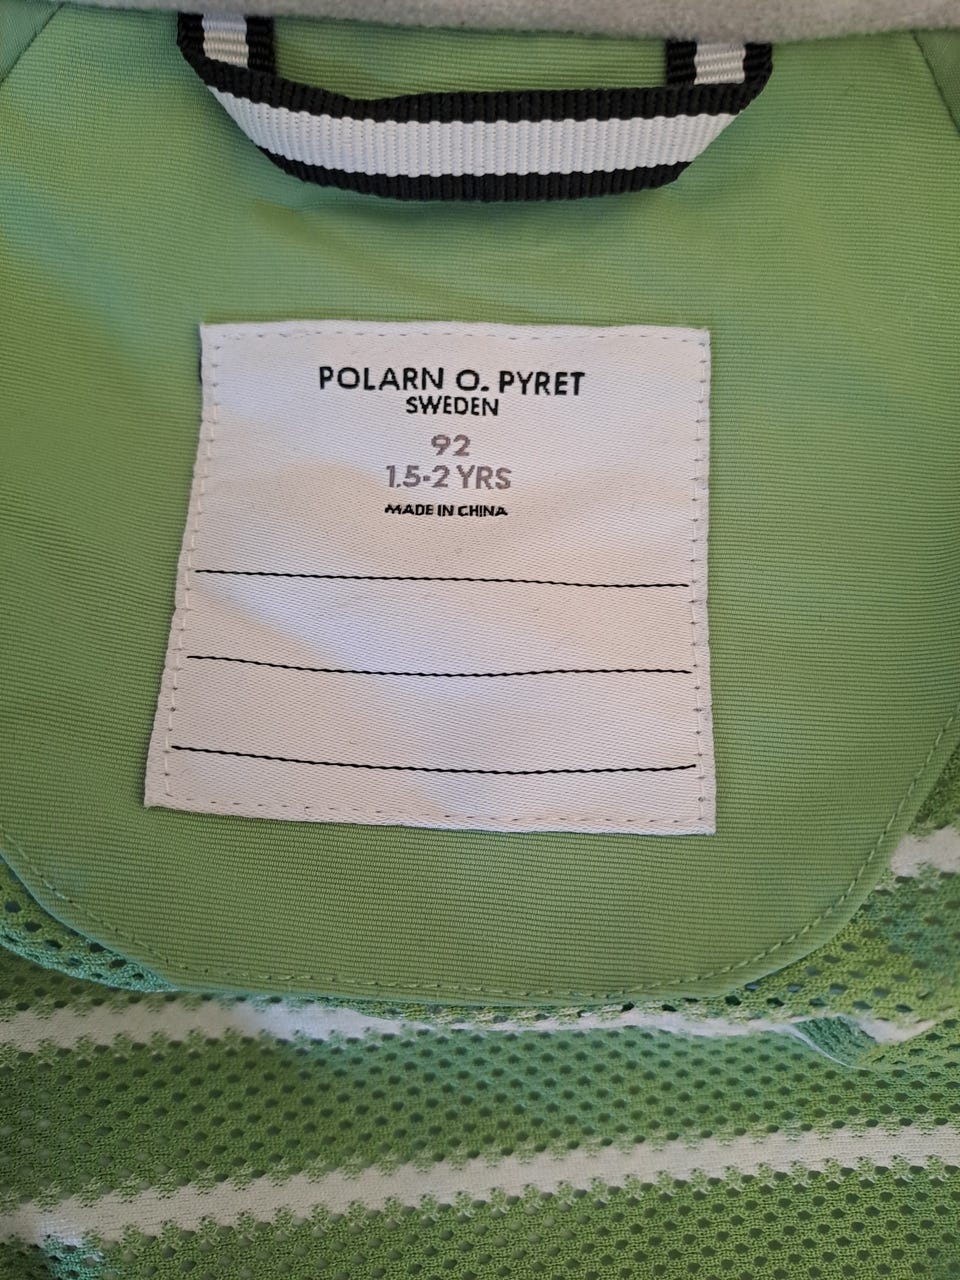 POLARN O. PYRET
SWEDEN
92
1.5-2 YRS
MADE IN CHINA